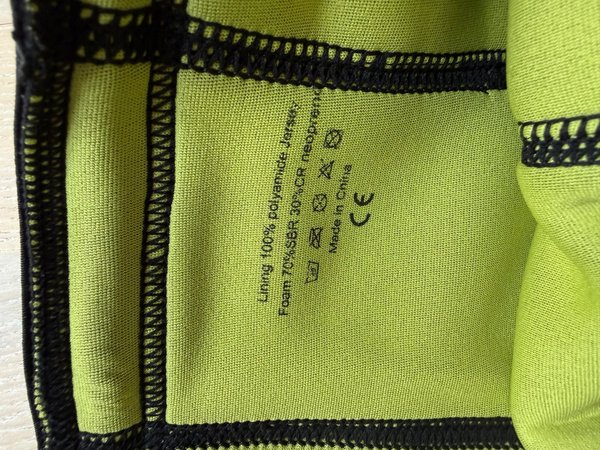 Lining 100% polyamide Jersey
Foam 70%SBR 30%CR neoprene
Made in China
CE